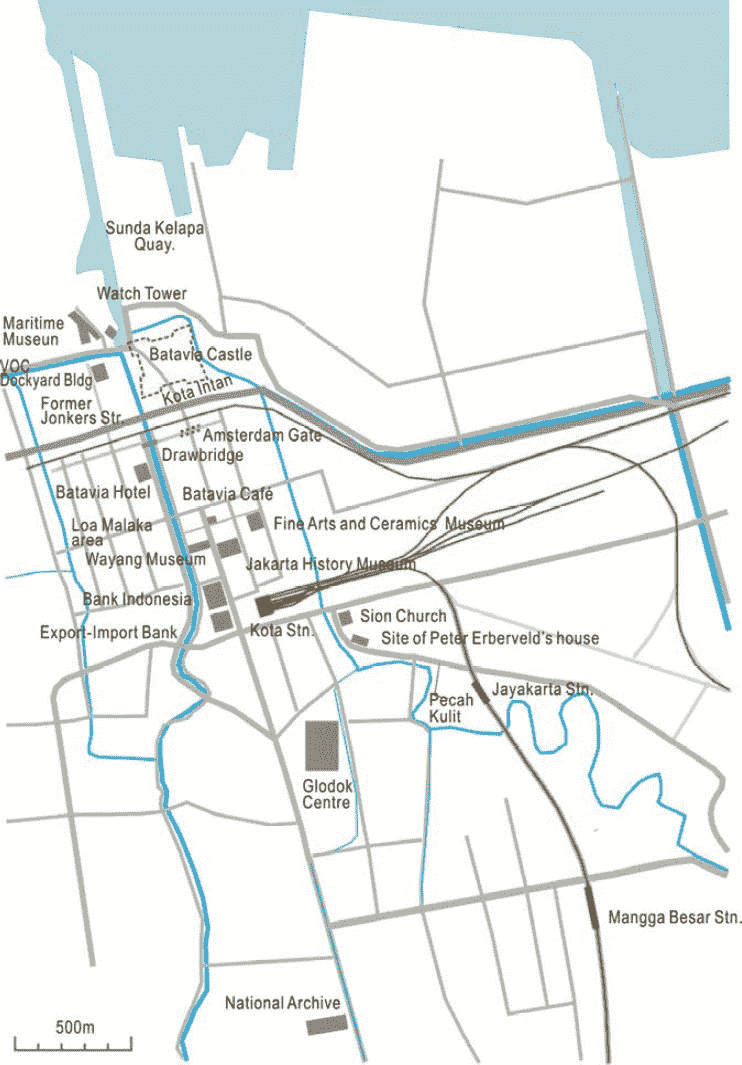 Sunda Kelapa
Quay.
Watch Tower
Maritime
Museun
Batavia Castle
VOC
Dockyard Bldg
Kota Intan
Former
Jonkers Str.
Amsterdam Gate
Drawbridge
Batavia Hotel
Batavia Café
Loa Malaka
area
Fine Arts and Ceramics Museum
Wayang Museum
Jakarta History Museum
Bank Indonesia
Export-Import Bank
Kota Stn.
Sion Church
Site of Peter Erberveld's house
Pecah
Kulit
Jayakarta Stn.
Glodok
Centre
Mangga Besar Stn.
National Archive
500m